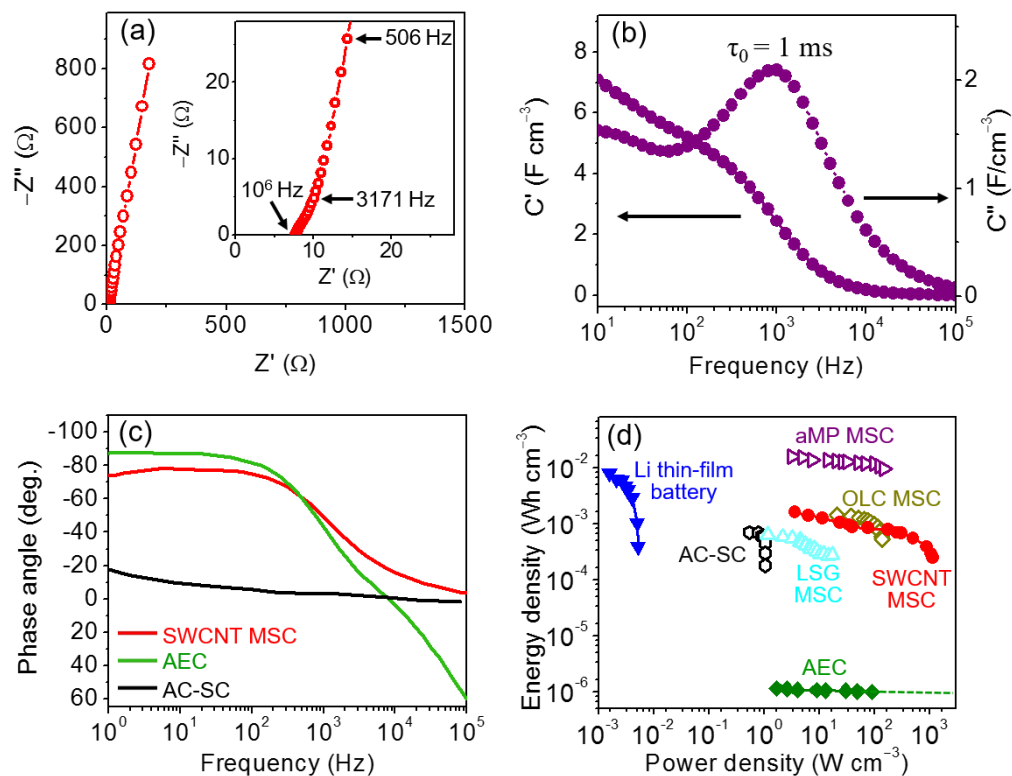 (a)
800
600
400
200
0
−Z'' (Ω)
0
500
1000
1500
Z' (Ω)
20
10
0
−Z'' (Ω)
0
10
20
Z' (Ω)
506 Hz
3171 Hz
10⁶ Hz
(b)
τ₀ = 1 ms
8
6
4
2
0
C' (F cm⁻³)
2
1
0
C'' (F/cm⁻³)
10¹
10²
10³
10⁴
10⁵
Frequency (Hz)
(c)
-100
-80
-60
-40
-20
0
20
40
60
Phase angle (deg.)
SWCNT MSC
AEC
AC-SC
10⁰
10¹
10²
10³
10⁴
10⁵
Frequency (Hz)
(d)
aMP MSC
Li thin-film
battery
OLC MSC
AC-SC
LSG
MSC
SWCNT
MSC
AEC
10⁻²
10⁻³
10⁻⁴
10⁻⁵
10⁻⁶
Energy density (Wh cm⁻³)
10⁻³
10⁻²
10⁻¹
10⁰
10¹
10²
10³
Power density (W cm⁻³)